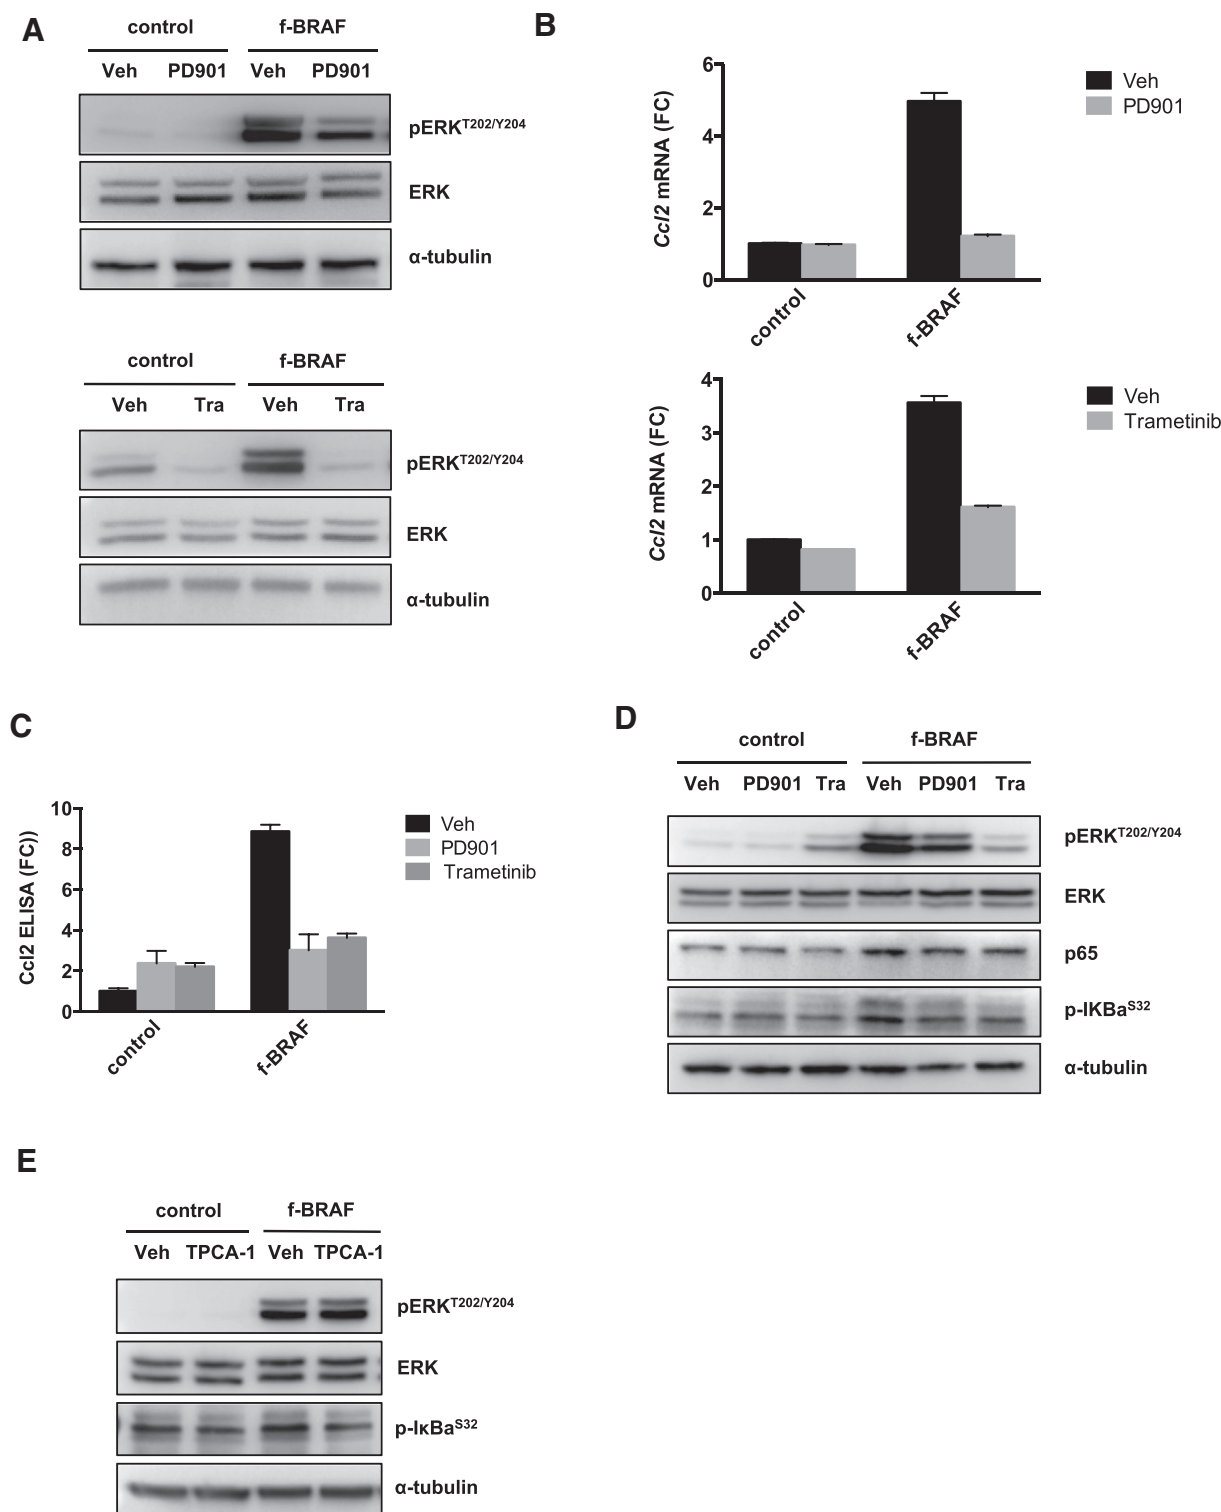 A
control f-BRAF
Veh PD901 Veh PD901
pERKT202/Y204
ERK
α-tubulin
control f-BRAF
Veh Tra Veh Tra
pERKT202/Y204
ERK
α-tubulin
B
6
4
2
0
Ccl2 mRNA (FC)
control f-BRAF
Veh
PD901
4
3
2
1
0
Ccl2 mRNA (FC)
control f-BRAF
Veh
Trametinib
C
10
8
6
4
2
0
Ccl2 ELISA (FC))
control f-BRAF
Veh
PD901
Trametinib
D
control f-BRAF
Veh PD901 Tra Veh PD901 Tra
pERKT202/Y204
ERK
p65
p-IKBaS32
α-tubulin
E
control f-BRAF
Veh TPCA-1 Veh TPCA-1
pERKT202/Y204
ERK
p-IκBaS32
α-tubulin